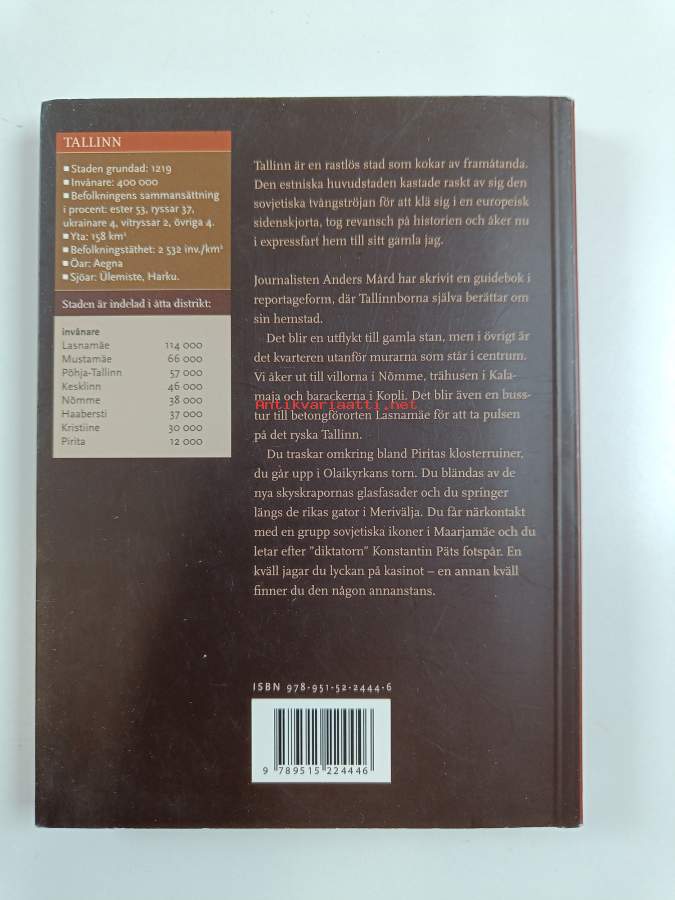 TALLINN
▪ Staden grundad: 1219
▪ Invånare: 400 000
▪ Befolkningens sammansättning
i procent: ester 53, ryssar 37,
ukrainare 4, vitryssar 2, övriga 4.
▪ Yta: 158 km²
▪ Befolkningstäthet: 2 532 inv./km²
▪ Öar: Aegna
▪ Sjöar: Ülemiste, Harku.
Staden är indelad i åtta distrikt:
invånare
Lasnamäe 114 000
Mustamäe 66 000
Põhja-Tallinn 57 000
Kesklinn 46 000
Nõmme 38 000
Haabersti 37 000
Kristiine 30 000
Pirita 12 000
Tallinn är en rastlös stad som kokar av framåtanda.
Den estniska huvudstaden kastade raskt av sig den
sovjetiska tvångströjan för att klä sig i en europeisk
sidenskjorta, tog revansch på historien och åker nu
i expressfart hem till sitt gamla jag.
Journalisten Anders Mård har skrivit en guidebok i
reportageform, där Tallinnborna själva berättar om
sin hemstad.
Det blir en utflykt till gamla stan, men i övrigt är
det kvarteren utanför murarna som står i centrum.
Vi åker ut till villorna i Nõmme, trähusen i Kala-
maja och barackerna i Kopli. Det blir även en buss-
tur till betongförorten Lasnamäe för att ta pulsen
på det ryska Tallinn.
Du traskar omkring bland Piritas klosterruiner,
du går upp i Olaikyrkans torn. Du bländas av de
nya skyskrapornas glasfasader och du springer
längs de rikas gator i Merivälja. Du får närkontakt
med en grupp sovjetiska ikoner i Maarjamäe och du
letar efter ”diktatorn” Konstantin Päts fotspår. En
kväll jagar du lyckan på kasinot – en annan kväll
finner du den någon annanstans.
Antikvariaatti.net
ISBN 978-951-52-2444-6
9 789515 224446